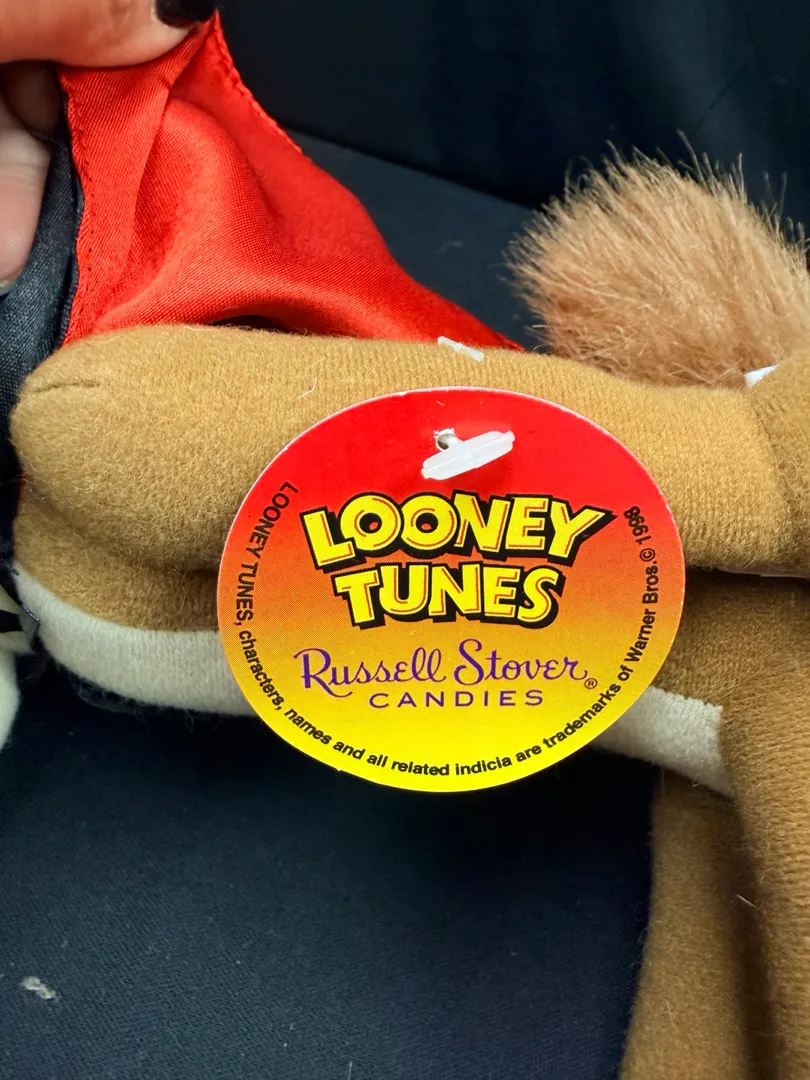 LOONEY
TUNES
Russell Stover®
CANDIES
LOONEY TUNES, characters, names and all related indicia are trademarks of Warner Bros.© 1998